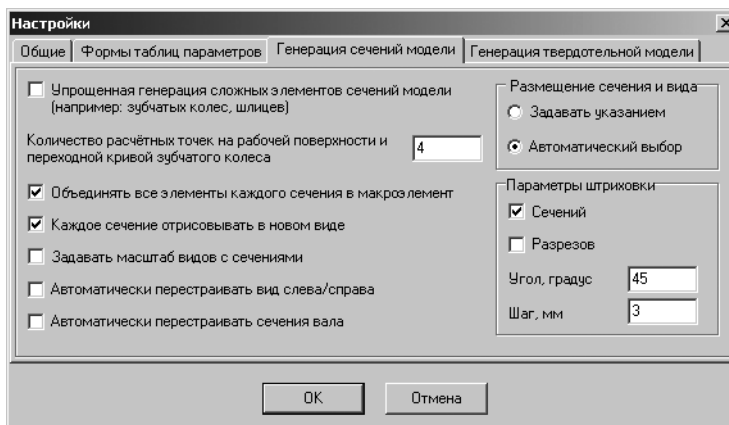 Настройки
Общие
Формы таблиц параметров
Генерация сечений модели
Генерация твердотельной модели
Упрощенная генерация сложных элементов сечений модели
(например: зубчатых колес, шлицев)
Количество расчётных точек на рабочей поверхности и
переходной кривой зубчатого колеса
4
Объединять все элементы каждого сечения в макроэлемент
Каждое сечение отрисовывать в новом виде
Задавать масштаб видов с сечениями
Автоматически перестраивать вид слева/справа
Автоматически перестраивать сечения вала
Размещение сечения и вида
Задавать указанием
Автоматический выбор
Параметры штриховки
Сечений
Разрезов
Угол, градус
45
Шаг, мм
3
OK
Отмена